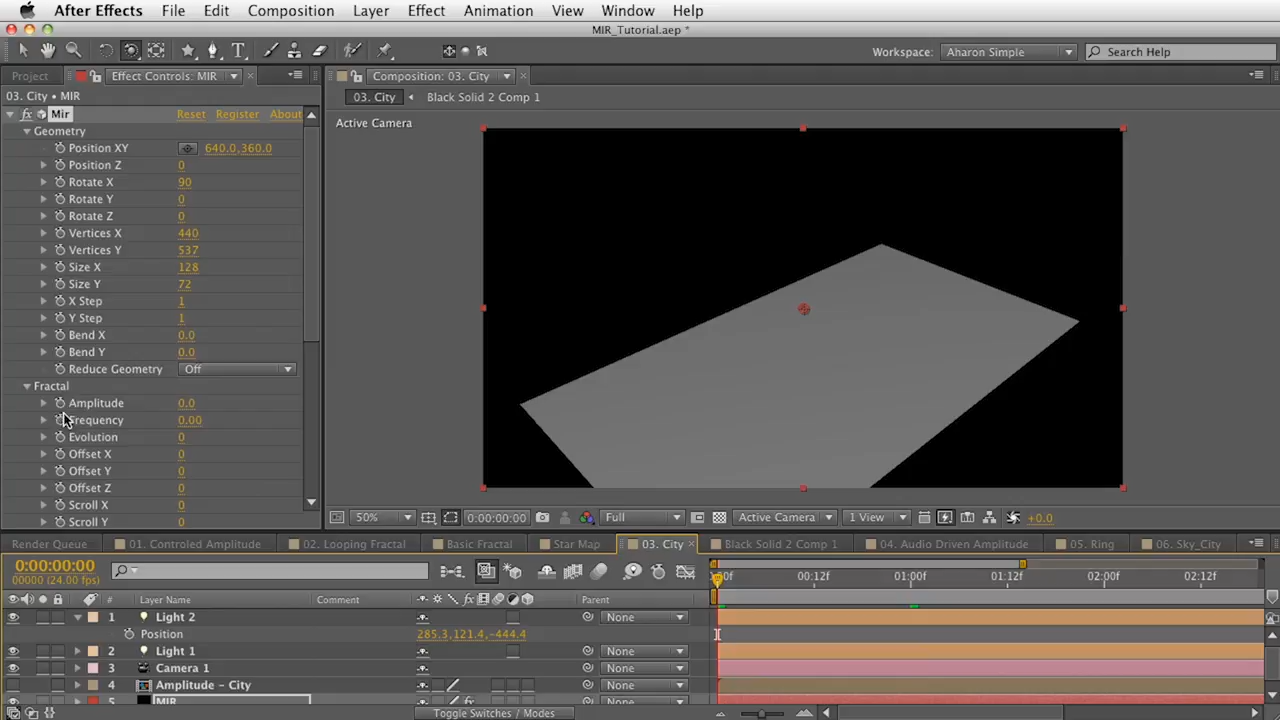 After Effects File Edit Composition Layer Effect Animation View Window Help
MIR_Tutorial.aep *
Workspace: Aharon Simple Search Help
Project Effect Controls: MIR Composition: 03. City
03. City • MIR
03. City Black Solid 2 Comp 1
fx Mir Reset Register About
Active Camera
Geometry
Position XY 640.0,360.0
Position Z 0
Rotate X 90
Rotate Y 0
Rotate Z 0
Vertices X 440
Vertices Y 537
Size X 128
Size Y 72
X Step 1
Y Step 1
Bend X 0.0
Bend Y 0.0
Reduce Geometry Off
Fractal
Amplitude 0.0
Frequency 0.00
Evolution 0
Offset X 0
Offset Y 0
Offset Z 0
Scroll X 0
Scroll Y 0
50% 0:00:00:00 Full Active Camera 1 View +0.0
Render Queue 01. Controled Amplitude 02. Looping Fractal Basic Fractal Star Map 03. City Black Solid 2 Comp 1 04. Audio Driven Amplitude 05. Ring 06. Sky_City
0:00:00:00
00000 (24.00 fps)
:00f 00:12f 01:00f 01:12f 02:00f 02:12f
# Layer Name Comment fx Parent
1 Light 2 None
Position 285.3,121.4,-444.4
2 Light 1 None
3 Camera 1 None
4 Amplitude - City None
5 MIR fx None
Toggle Switches / Modes